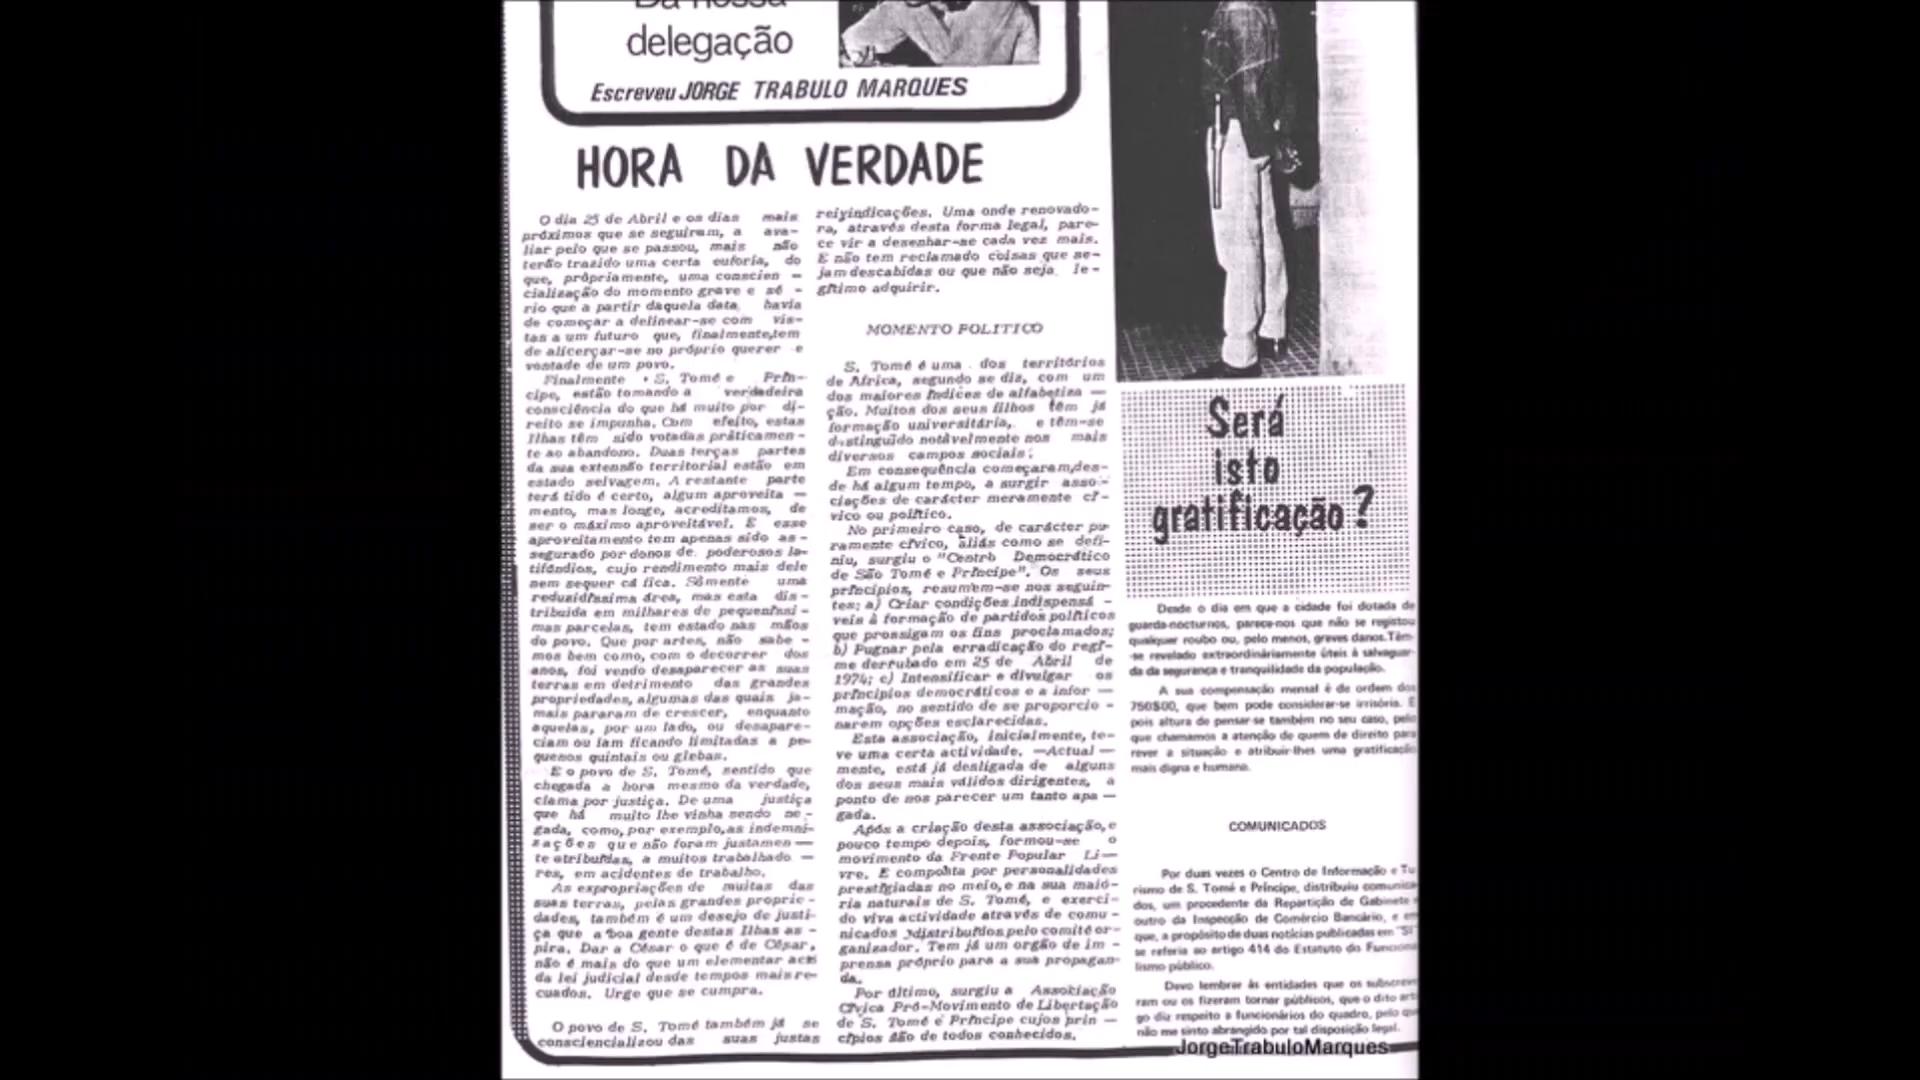 Da nossa
delegação
Escreveu JORGE TRABULO MARQUES
HORA DA VERDADE
O dia 25 de Abril e os dias mais
próximos que se seguiram, a ava-
liar pelo que se passou, mais não
terão trazido uma certa euforia, do
que, própriamente, uma conscien -
cialização do momento grave e sé -
rio que a partir daquela data havia
de começar a delinear-se com vis-
tas a um futuro que, finalmente,tem
de alicerçar-se no próprio querer e
vontade de um povo.
Finalmente S. Tomé e Prín-
cipe, estão tomando a verdadeira
consciência do que há muito por di-
reito se impunha. Com efeito, estas
Ilhas têm sido votadas práticamen-
te ao abandono. Duas terças partes
da sua extensão territorial estão em
estado selvagem. A restante parte
terá tido é certo, algum aproveita —
mento, mas longe, acreditamos, de
ser o máximo aproveitável. E esse
aproveitamento tem apenas sido as-
segurado por donos de poderosos la-
tifúndios, cujo rendimento mais dele
nem sequer cá fica. Sómente uma
reduzidíssima área, mas esta dis-
tribuida em milhares de pequeníssi-
mas parcelas, tem estado nas mãos
do povo. Que por artes, não sabe -
mos bem como, com o decorrer dos
anos, foi vendo desaparecer as suas
terras em detrimento das grandes
propriedades, algumas das quais ja-
mais pararam de crescer, enquanto
aquelas, por um lado, ou desapare-
ciam ou iam ficando limitadas a pe-
quenos quintais ou glebas.
E o povo de S. Tomé, sentido que
chegada a hora mesmo da verdade,
clama por justiça. De uma justiça
que há muito lhe vinha sendo ne-
gada, como, por exemplo,as indemni-
zações que não foram justamen—
te atribuídas, a muitos trabalhado —
res, em acidentes de trabalho.
As expropriações de muitas das
suas terras, pelas grandes proprie-
dades, também é um desejo de justi-
ça que a boa gente destas Ilhas as-
pira. Dar a César o que é de César,
não é mais do que um elementar acto
da lei judicial desde tempos mais re-
cuados. Urge que se cumpra.
O povo de S. Tomé também já se
consciencializou das suas justas
reiyindicações. Uma onde renovado-
ra, através desta forma legal, pare-
ce vir a desenhar-se cada vez mais.
E não tem reclamado coisas que se-
jam descabidas ou que não seja le-
gítimo adquirir.
MOMENTO POLITICO
S. Tomé é uma dos territórios
de África, segundo se diz, com um
dos maiores índices de alfabetiza —
ção. Muitos dos seus filhos têm já
formação universitária, e têm-se
distinguido notàvelmente nos mais
diversos campos sociais.
Em consequência começaram,des-
de há algum tempo, a surgir asso-
ciações de carácter meramente cí-
vico ou político.
No primeiro caso, de carácter pu-
ramente cívico, aliás como se defi-
niu, surgiu o "Centro Democrático
de São Tomé e Príncipe". Os seus
princípios, resumem-se nos seguin-
tes; a) Criar condições indispensá -
veis à formação de partidos políticos
que prossigam os fins proclamados;
b) Pugnar pela erradicação do regi-
me derrubado em 25 de Abril de
1974; c) Intensificar e divulgar os
princípios democráticos e a infor —
mação, no sentido de se proporcio -
narem opções esclarecidas.
Esta associação, inicialmente, te-
ve uma certa actividade. —Actual —
mente, está já desligada de alguns
dos seus mais válidos dirigentes, a
ponto de nos parecer um tanto apa —
gada.
Após a criação desta associação,e
pouco tempo depois, formou-se o
movimento da Frente Popular Li—
vre. É composta por personalidades
prestigiadas no meio,e na sua maio-
ria naturais de S. Tomé, e exerci-
do viva actividade através de comu -
nicados distribuídos pelo comité or-
ganizador. Tem já um orgão de im -
prensa próprio para a sua propagan-
da.
Por último, surgiu a Associação
Cívica Pró-Movimento de Libertação
de S. Tomé e Príncipe cujos prin —
cípios são de todos conhecidos.
Será
isto
gratificação?
Desde o dia em que a cidade foi dotada de
guarda-nocturnos, parece-nos que não se registou
qualquer roubo ou, pelo menos, greves danos.Têm-
-se revelado extraordináriamente úteis à salvaguar-
da da segurança e tranquilidade da população.
A sua compensação mensal é de ordem dos
750$00, que bem pode considerar-se irrisória. É
pois altura de pensar-se também no seu caso, pelo
que chamamos a atenção de quem de direito para
rever a situação e atribuir-lhes uma gratificação
mais digna e humana.
COMUNICADOS
Por duas vezes o Centro de Informação e Tu
rismo de S. Tomé e Príncipe, distribuiu comunica
dos, um procedente da Repartição de Gabinete e
outro da Inspecção de Comércio Bancário, e em
que, a propósito de duas notícias publicadas em "SI"
se referia ao artigo 414 do Estatuto do Funciona
lismo público.
Devo lembrar às entidades que os subscreve
ram ou os fizeram tornar públicos, que o dito arti
go diz respeito a funcionários do quadro, pelo que
não me sinto abrangido por tal disposição legal.
JorgeTrabuloMarques